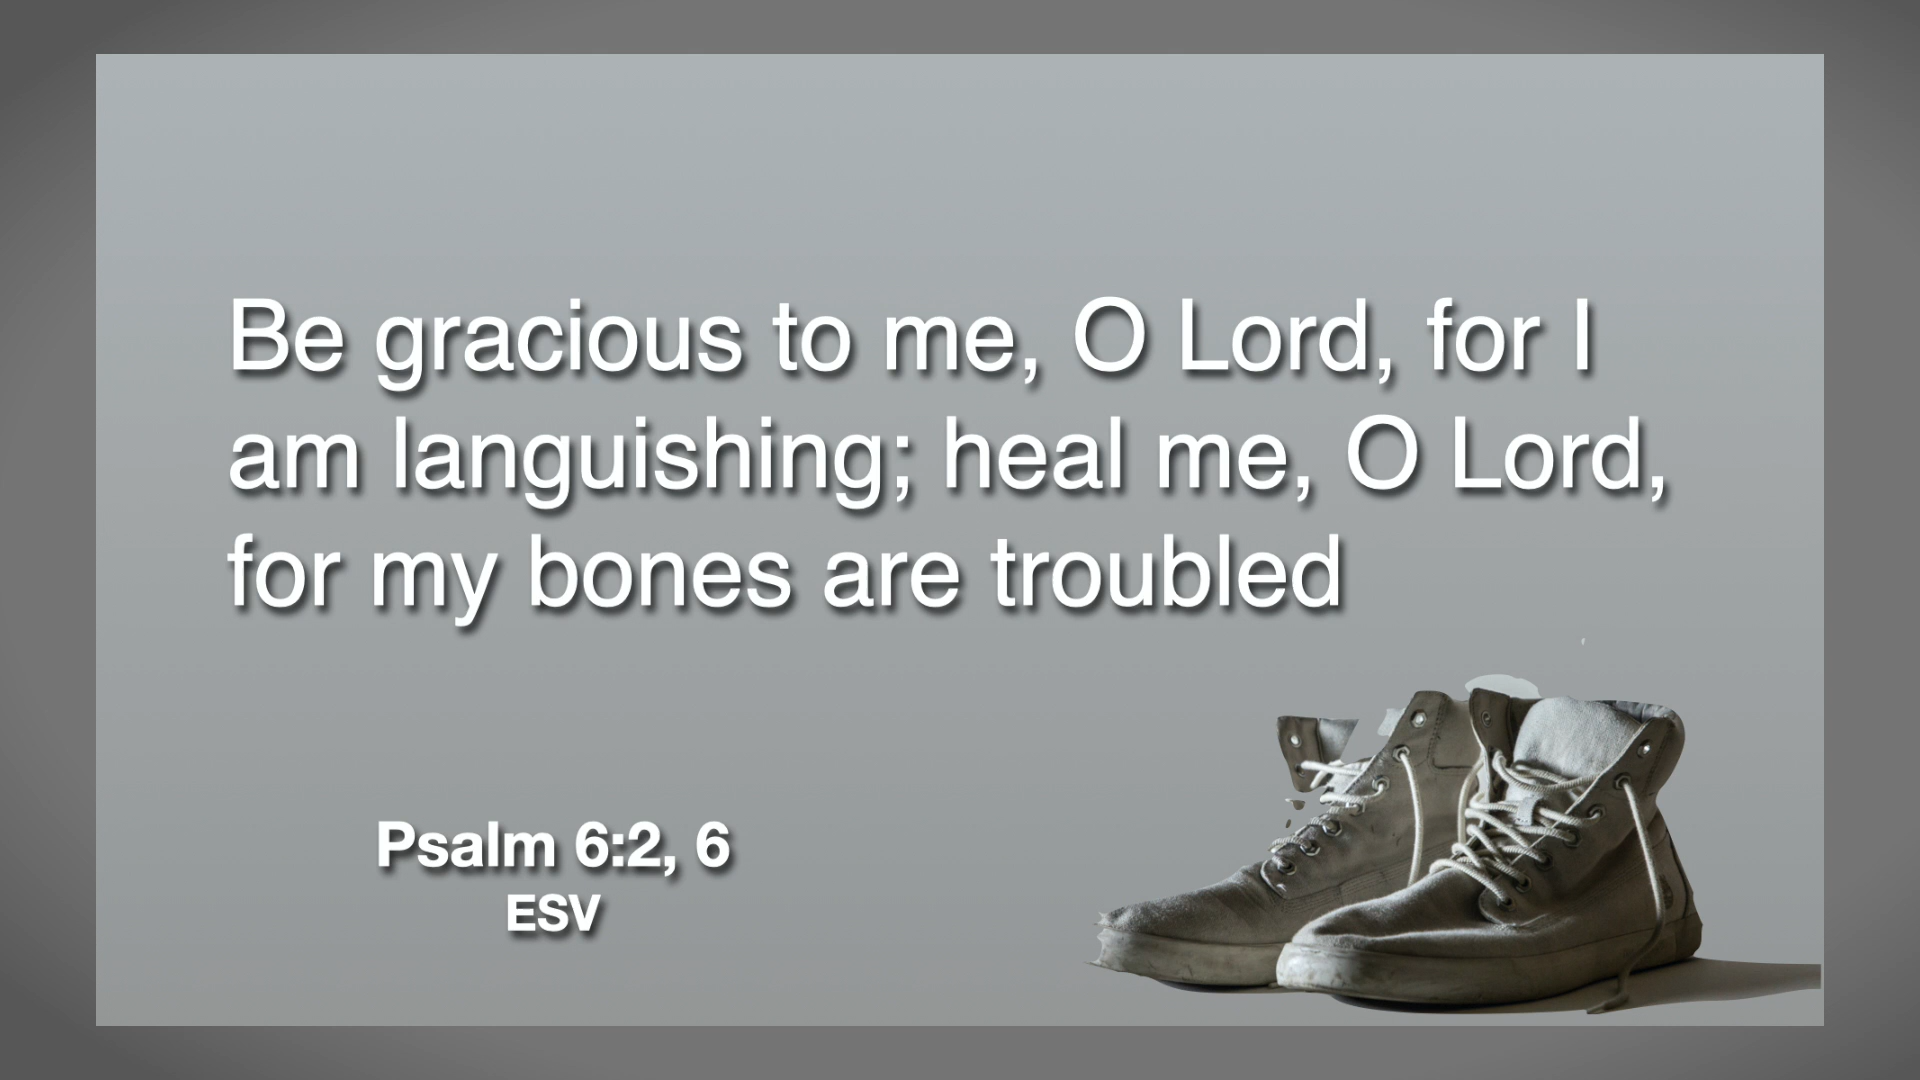 Be gracious to me, O Lord, for I
am languishing; heal me, O Lord,
for my bones are troubled
Psalm 6:2, 6
ESV